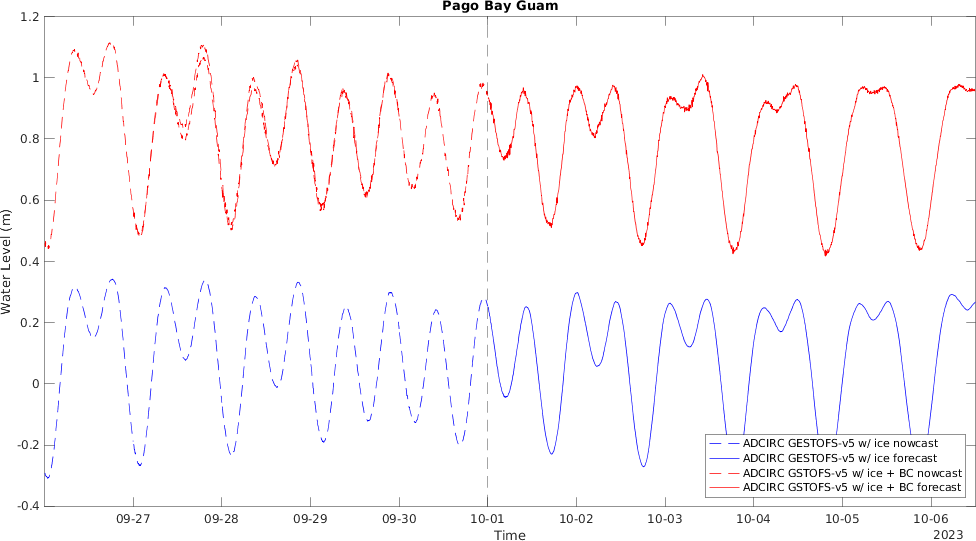 Pago Bay Guam
1.2
1
0.8
0.6
0.4
0.2
0
-0.2
-0.4
Water Level (m)
ADCIRC GESTOFS-v5 w/ ice nowcast
ADCIRC GESTOFS-v5 w/ ice forecast
ADCIRC GSTOFS-v5 w/ ice + BC nowcast
ADCIRC GSTOFS-v5 w/ ice + BC forecast
09-27 09-28 09-29 09-30 10-01 10-02 10-03 10-04 10-05 10-06
Time 2023